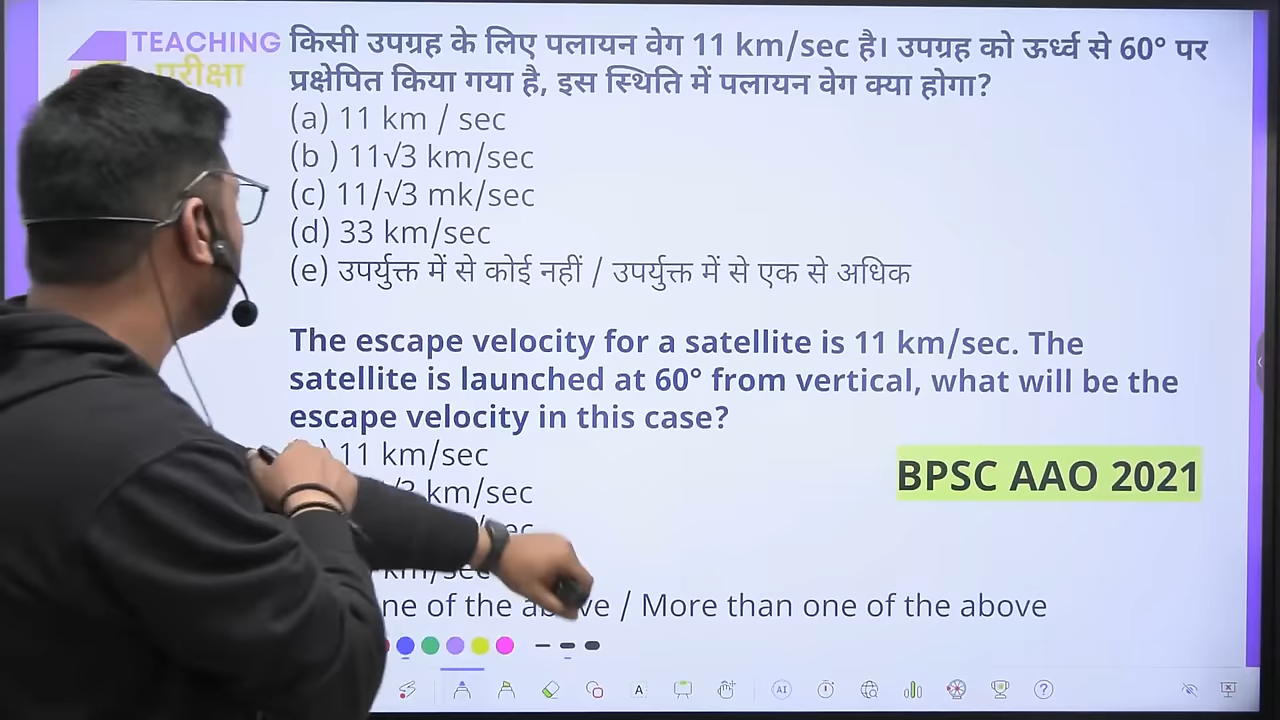 TEACHING
परीक्षा
किसी उपग्रह के लिए पलायन वेग 11 km/sec है। उपग्रह को ऊर्ध्व से 60° पर
प्रक्षेपित किया गया है, इस स्थिति में पलायन वेग क्या होगा?
(a) 11 km / sec
(b ) 11√3 km/sec
(c) 11/√3 mk/sec
(d) 33 km/sec
(e) उपर्युक्त में से कोई नहीं / उपर्युक्त में से एक से अधिक
The escape velocity for a satellite is 11 km/sec. The
satellite is launched at 60° from vertical, what will be the
escape velocity in this case?
11 km/sec
km/sec
BPSC AAO 2021
km/sec
of the above / More than one of the above
A
AI
?